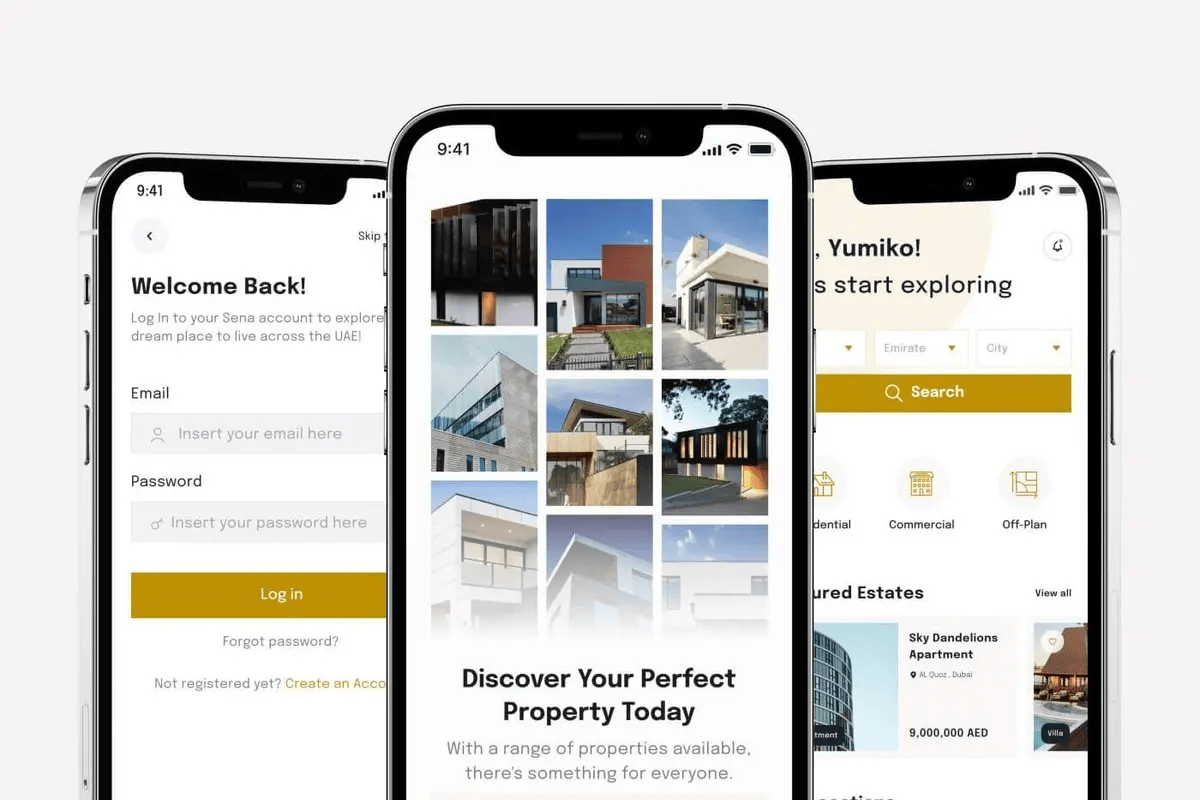 9:41
Skip
Welcome Back!
Log In to your Sena account to explore
dream place to live across the UAE!
Email
Insert your email here
Password
Insert your password here
Log in
Forgot password?
Not registered yet? Create an Acco
9:41
Discover Your Perfect
Property Today
With a range of properties available,
there's something for everyone.
, Yumiko!
s start exploring
Emirate
City
Search
dential
Commercial
Off-Plan
ured Estates
View all
Sky Dandelions
Apartment
Al Quoz, Dubai
9,000,000 AED
tment
Villa